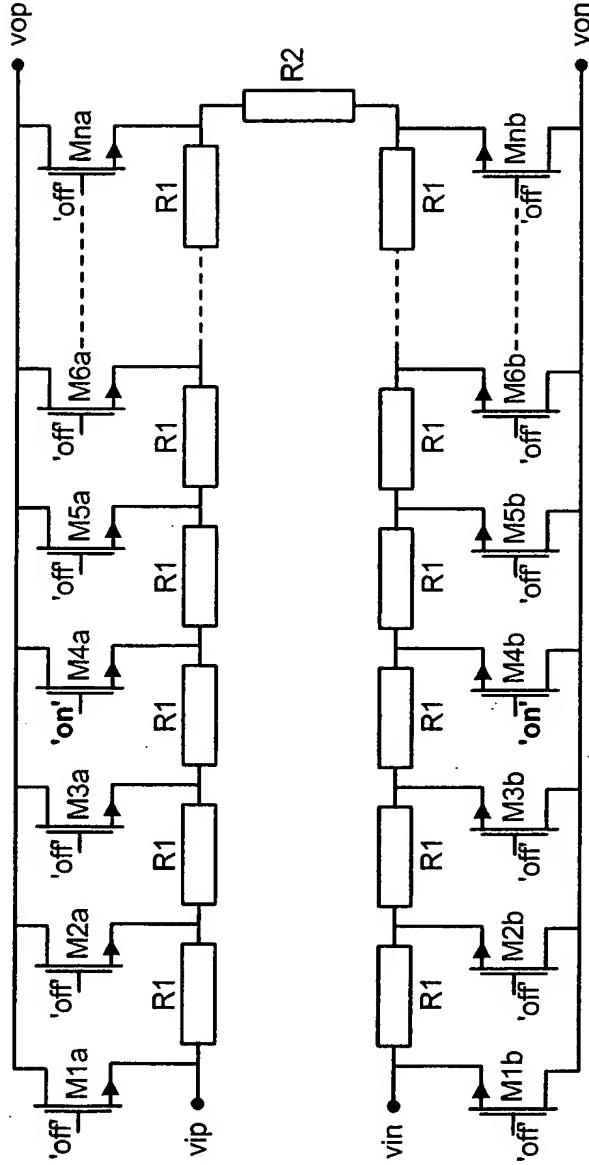 vop
'off' M1a
'off' M2a
'off' M3a
'on' M4a
'off' M5a
'off' M6a
'off' Mna
R1 R1 R1 R1 R1 R1
vip
R2
vin
R1 R1 R1 R1 R1 R1
'off' M1b
'off' M2b
'off' M3b
'on' M4b
'off' M5b
'off' M6b
'off' Mnb
von